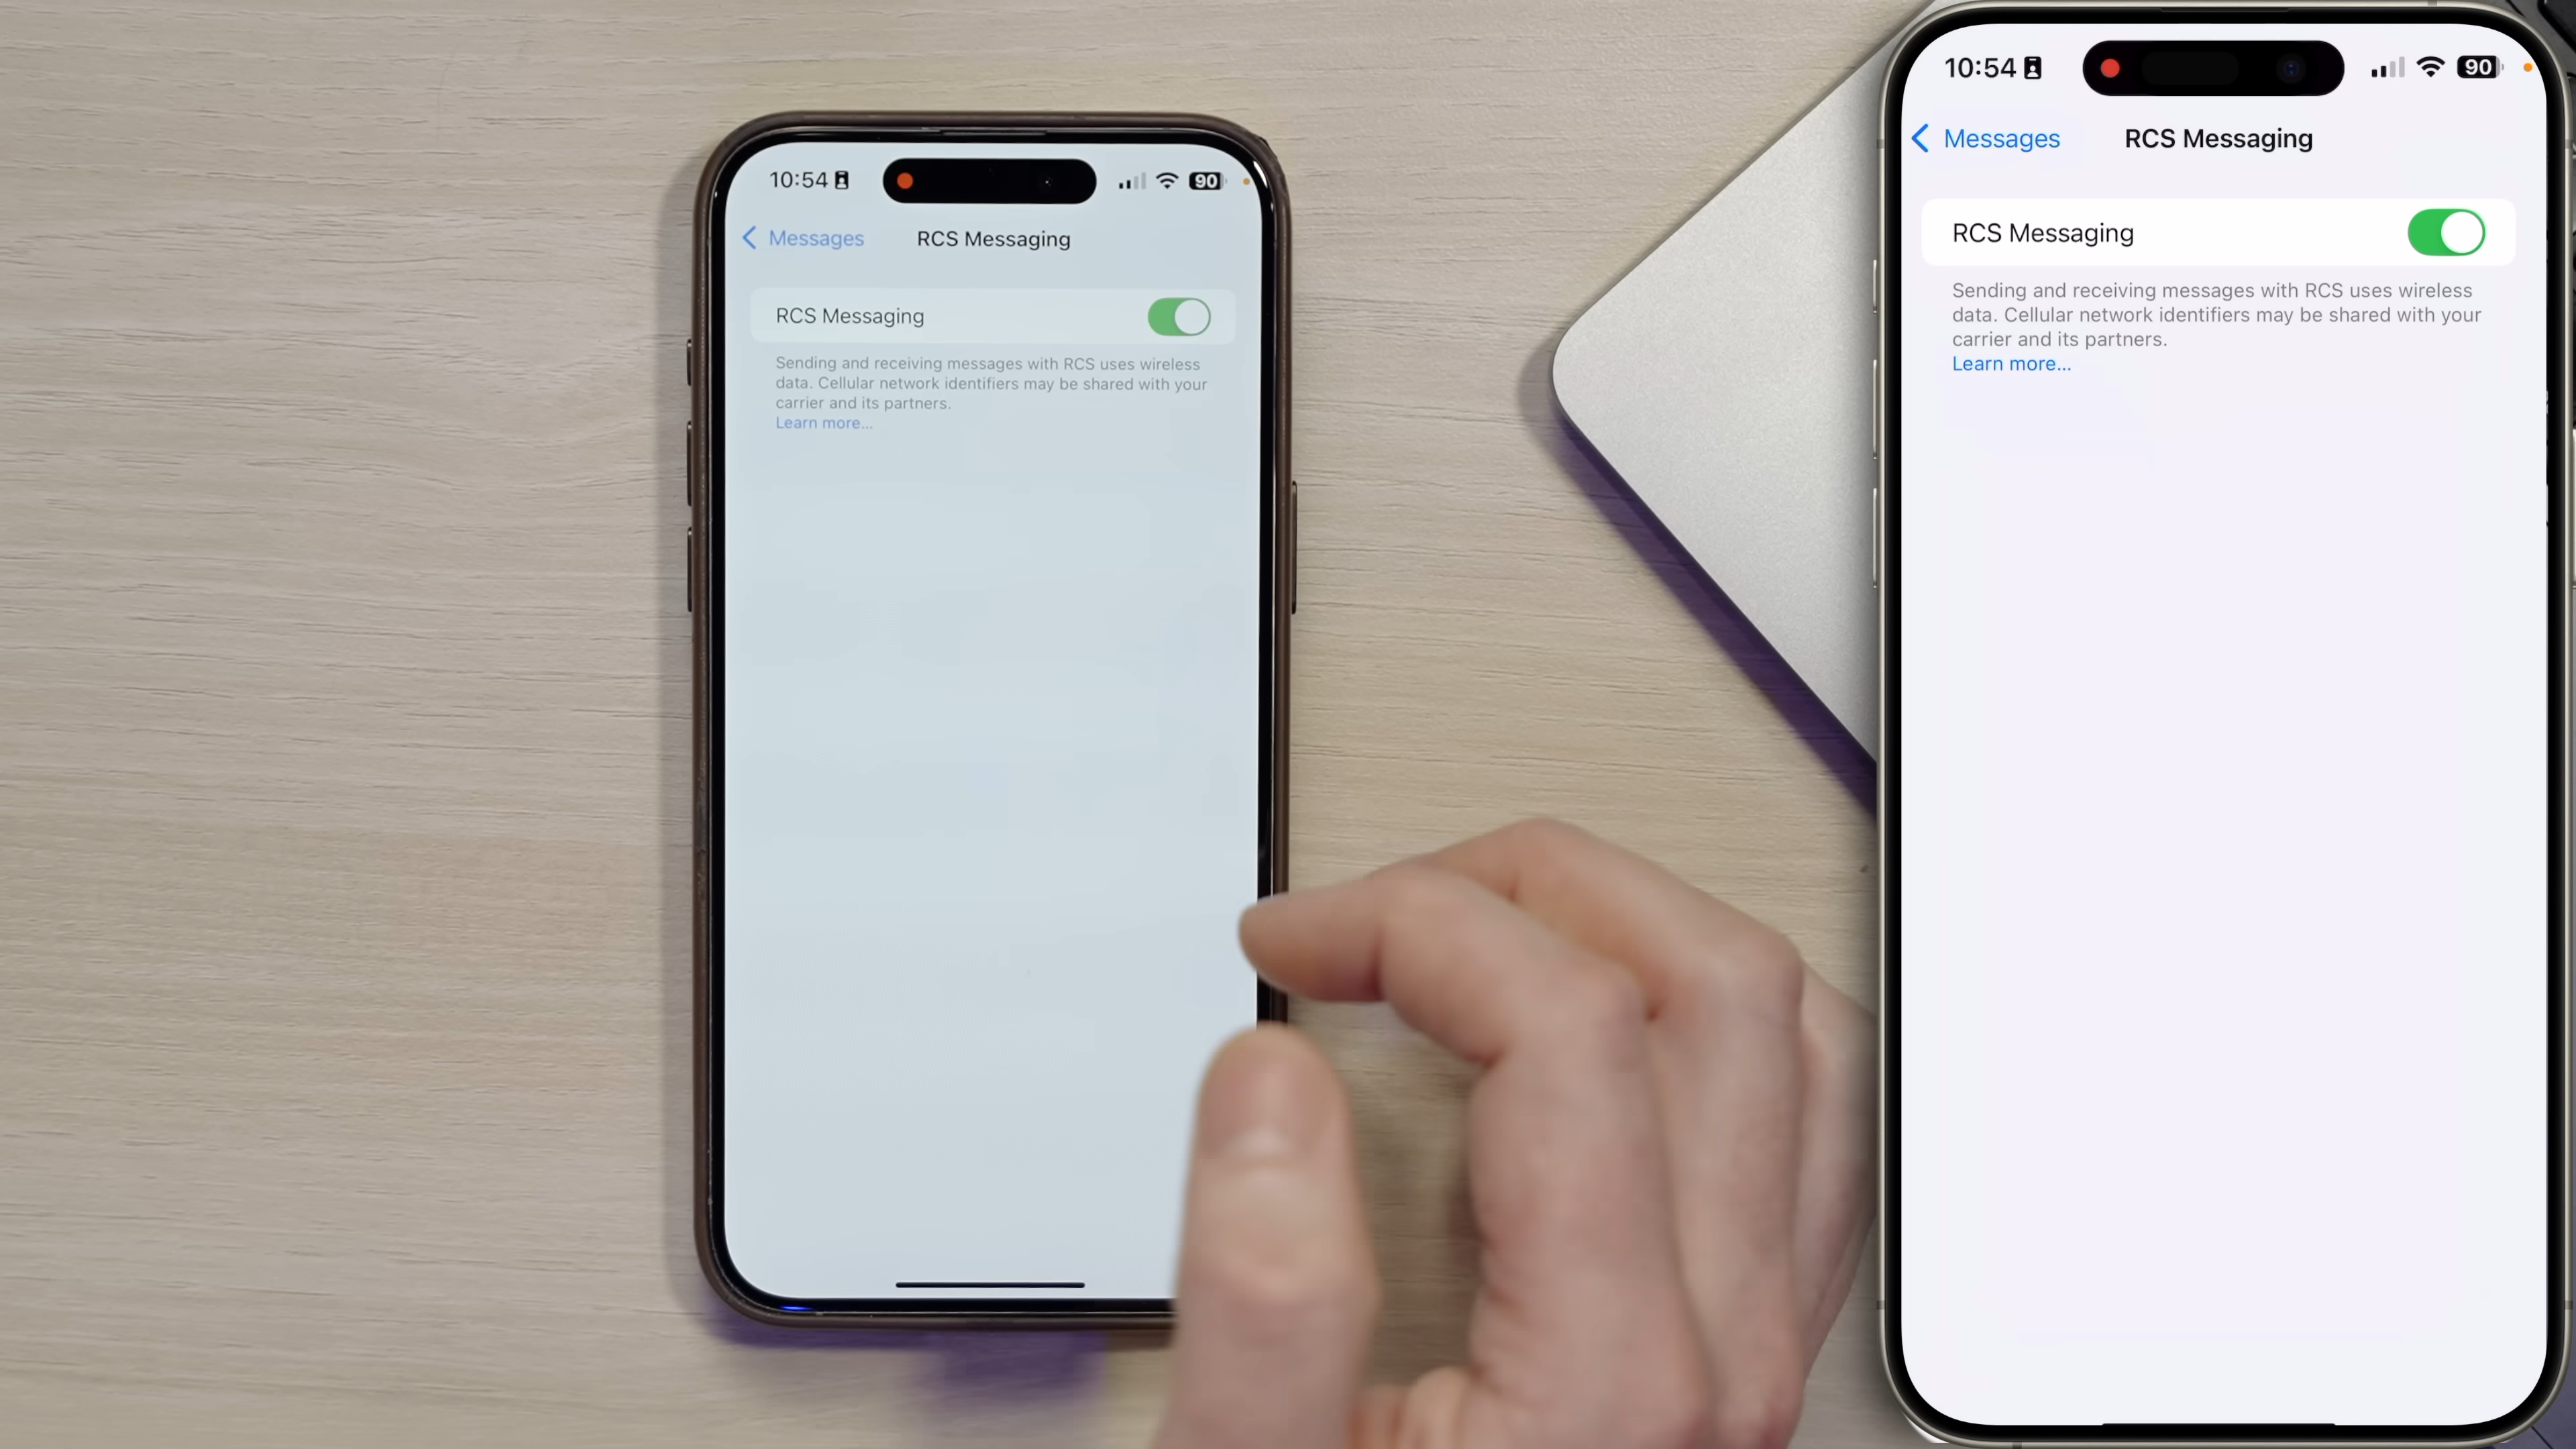 10:54
90
Messages
RCS Messaging
RCS Messaging
Sending and receiving messages with RCS uses wireless
data. Cellular network identifiers may be shared with your
carrier and its partners.
Learn more...
10:54
90
Messages
RCS Messaging
RCS Messaging
Sending and receiving messages with RCS uses wireless
data. Cellular network identifiers may be shared with your
carrier and its partners.
Learn more...